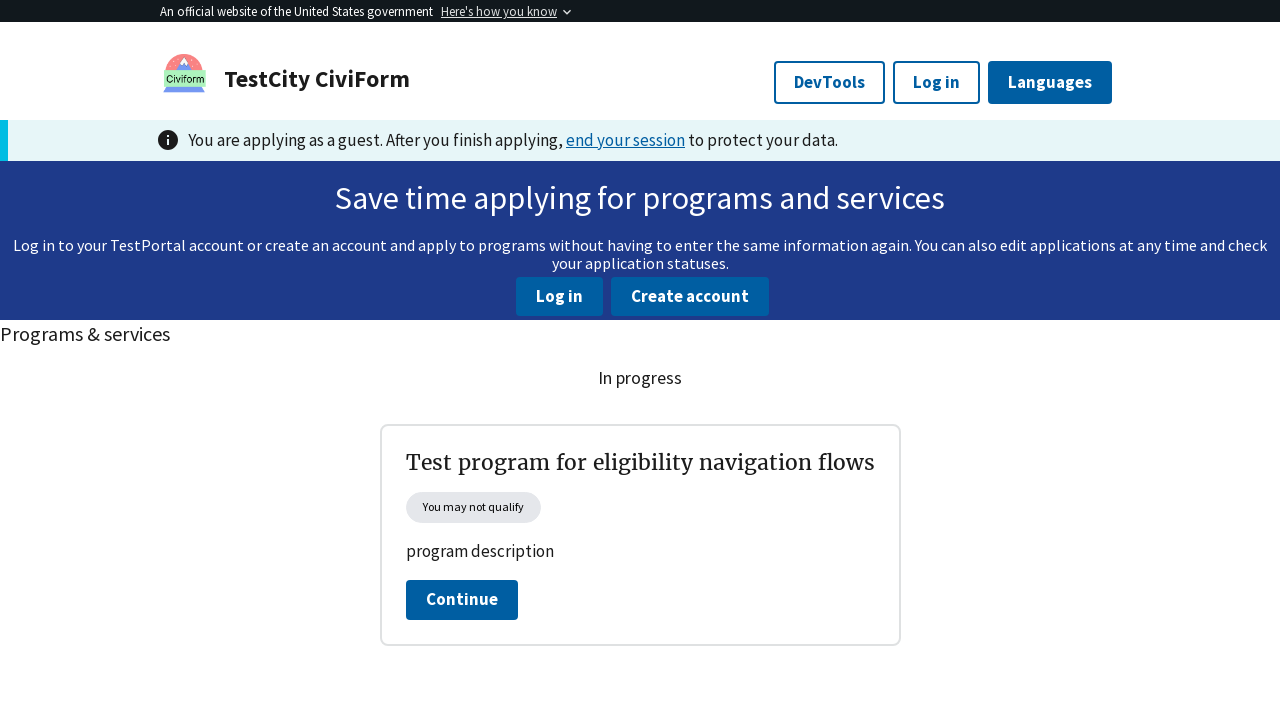 An official website of the United States government Here's how you know
Civiform
TestCity CiviForm
DevTools
Log in
Languages
You are applying as a guest. After you finish applying, end your session to protect your data.
Save time applying for programs and services
Log in to your TestPortal account or create an account and apply to programs without having to enter the same information again. You can also edit applications at any time and check
your application statuses.
Log in
Create account
Programs & services
In progress
Test program for eligibility navigation flows
You may not qualify
program description
Continue